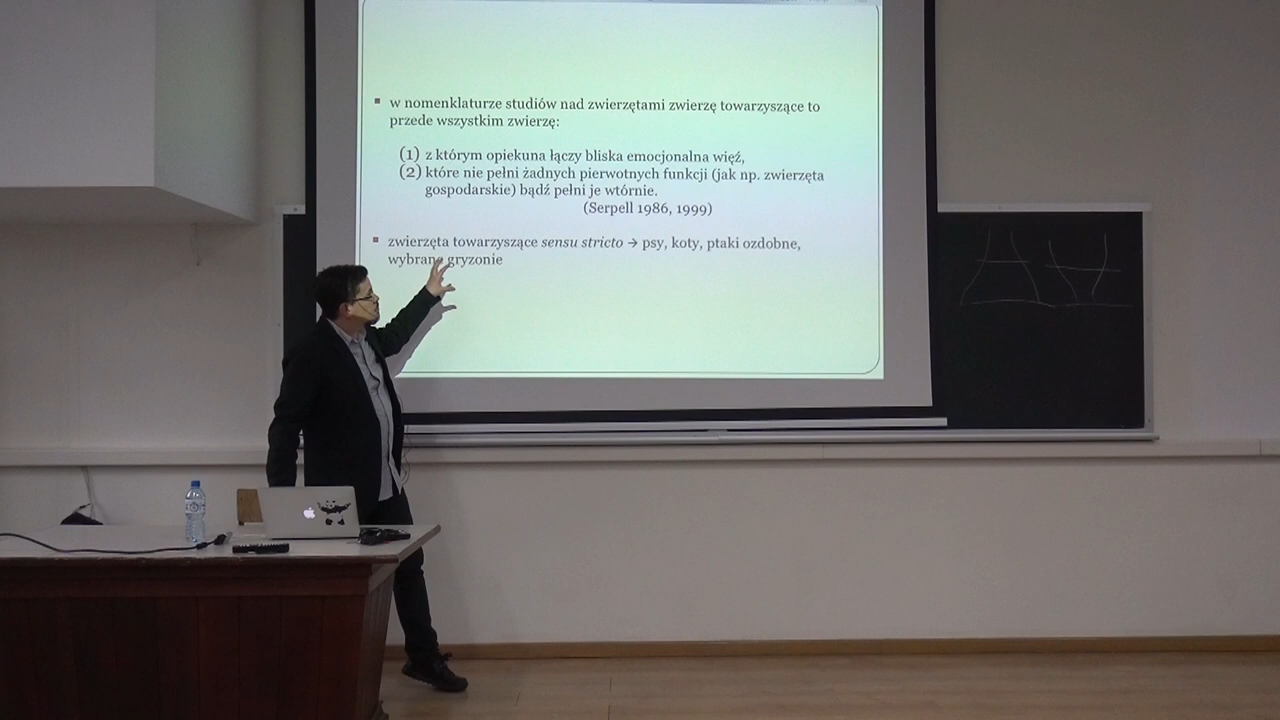 w nomenklaturze studiów nad zwierzętami zwierzę towarzyszące to
przede wszystkim zwierzę:
(1) z którym opiekuna łączy bliska emocjonalna więź,
(2) które nie pełni żadnych pierwotnych funkcji (jak np. zwierzęta
gospodarskie) bądź pełni je wtórnie.
(Serpell 1986, 1999)
zwierzęta towarzyszące sensu stricto → psy, koty, ptaki ozdobne,
wybrane gryzonie